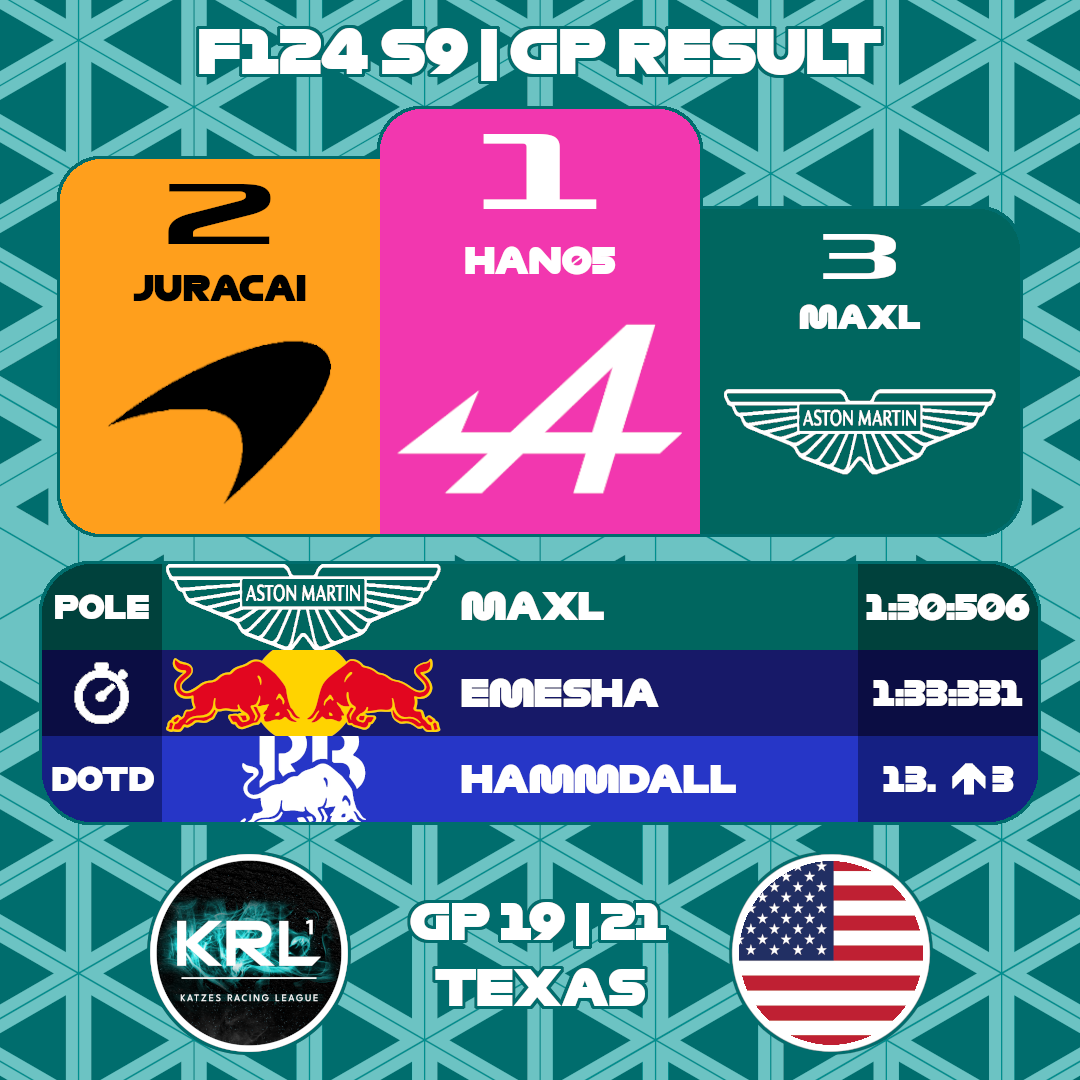 F124 S9 | GP RESULT
1
HAN05
2
JURACAI
3
MAXL
ASTON MARTIN
POLE ASTON MARTIN MAXL 1:30:506
EMESHA 1:33:331
DOTD RB HAMMDALL 13. ↑3
KRL1
KATZES RACING LEAGUE
GP 19 | 21
TEXAS